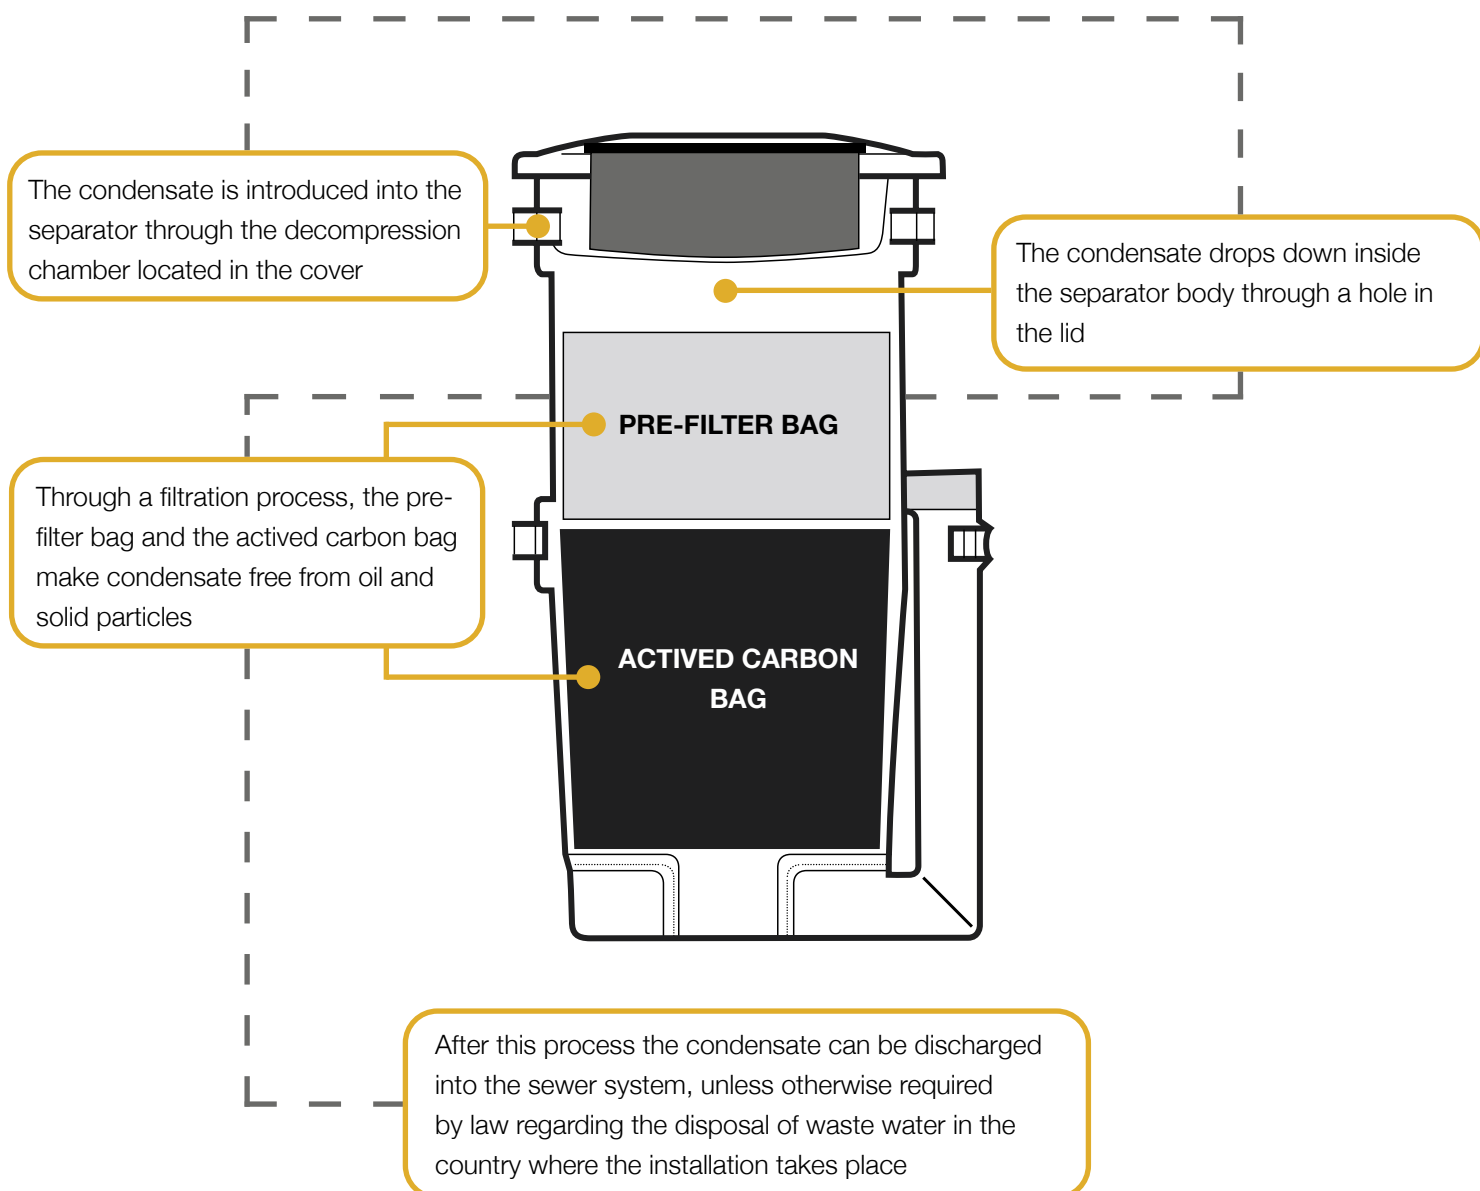 The condensate is introduced into the
separator through the decompression
chamber located in the cover
The condensate drops down inside
the separator body through a hole in
the lid
PRE-FILTER BAG
Through a filtration process, the pre-
filter bag and the actived carbon bag
make condensate free from oil and
solid particles
ACTIVED CARBON
BAG
After this process the condensate can be discharged
into the sewer system, unless otherwise required
by law regarding the disposal of waste water in the
country where the installation takes place